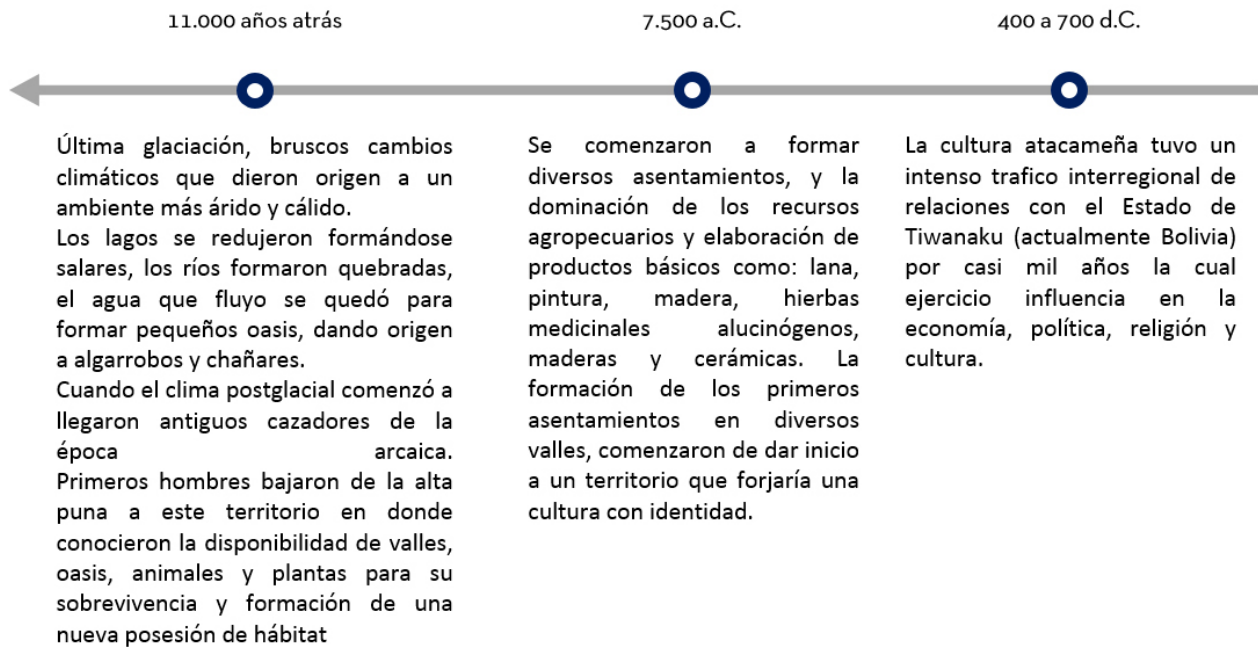 11.000 años atrás
7.500 a.C.
400 a 700 d.C.
Última glaciación, bruscos cambios
climáticos que dieron origen a un
ambiente más árido y cálido.
Los lagos se redujeron formándose
salares, los ríos formaron quebradas,
el agua que fluyo se quedó para
formar pequeños oasis, dando origen
a algarrobos y chañares.
Cuando el clima postglacial comenzó a
llegaron antiguos cazadores de la
época arcaica.
Primeros hombres bajaron de la alta
puna a este territorio en donde
conocieron la disponibilidad de valles,
oasis, animales y plantas para su
sobrevivencia y formación de una
nueva posesión de hábitat
Se comenzaron a formar
diversos asentamientos, y la
dominación de los recursos
agropecuarios y elaboración de
productos básicos como: lana,
pintura, madera, hierbas
medicinales alucinógenos,
maderas y cerámicas. La
formación de los primeros
asentamientos en diversos
valles, comenzaron de dar inicio
a un territorio que forjaría una
cultura con identidad.
La cultura atacameña tuvo un
intenso trafico interregional de
relaciones con el Estado de
Tiwanaku (actualmente Bolivia)
por casi mil años la cual
ejercicio influencia en la
economía, política, religión y
cultura.